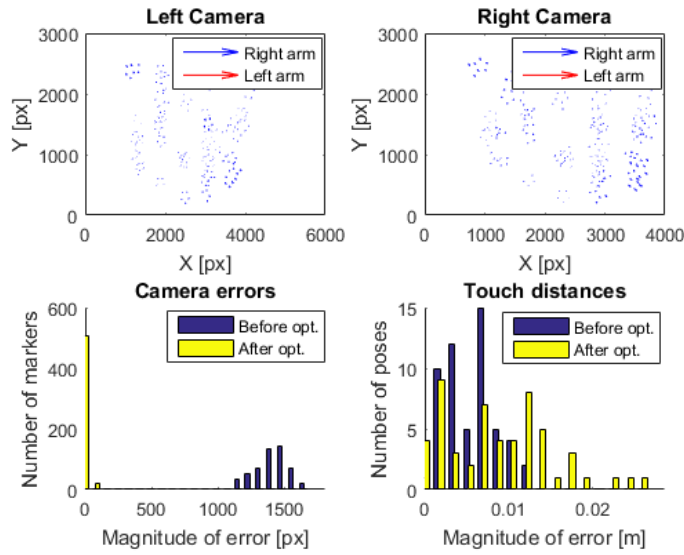 Left Camera
Right arm
Left arm
3000
2000
1000
0
Y [px]
0 2000 4000 6000
X [px]
Right Camera
Right arm
Left arm
3000
2000
1000
0
Y [px]
0 1000 2000 3000 4000
X [px]
Camera errors
Before opt.
After opt.
600
400
200
0
Number of markers
0 500 1000 1500
Magnitude of error [px]
Touch distances
Before opt.
After opt.
15
10
5
0
Number of poses
0 0.01 0.02
Magnitude of error [m]